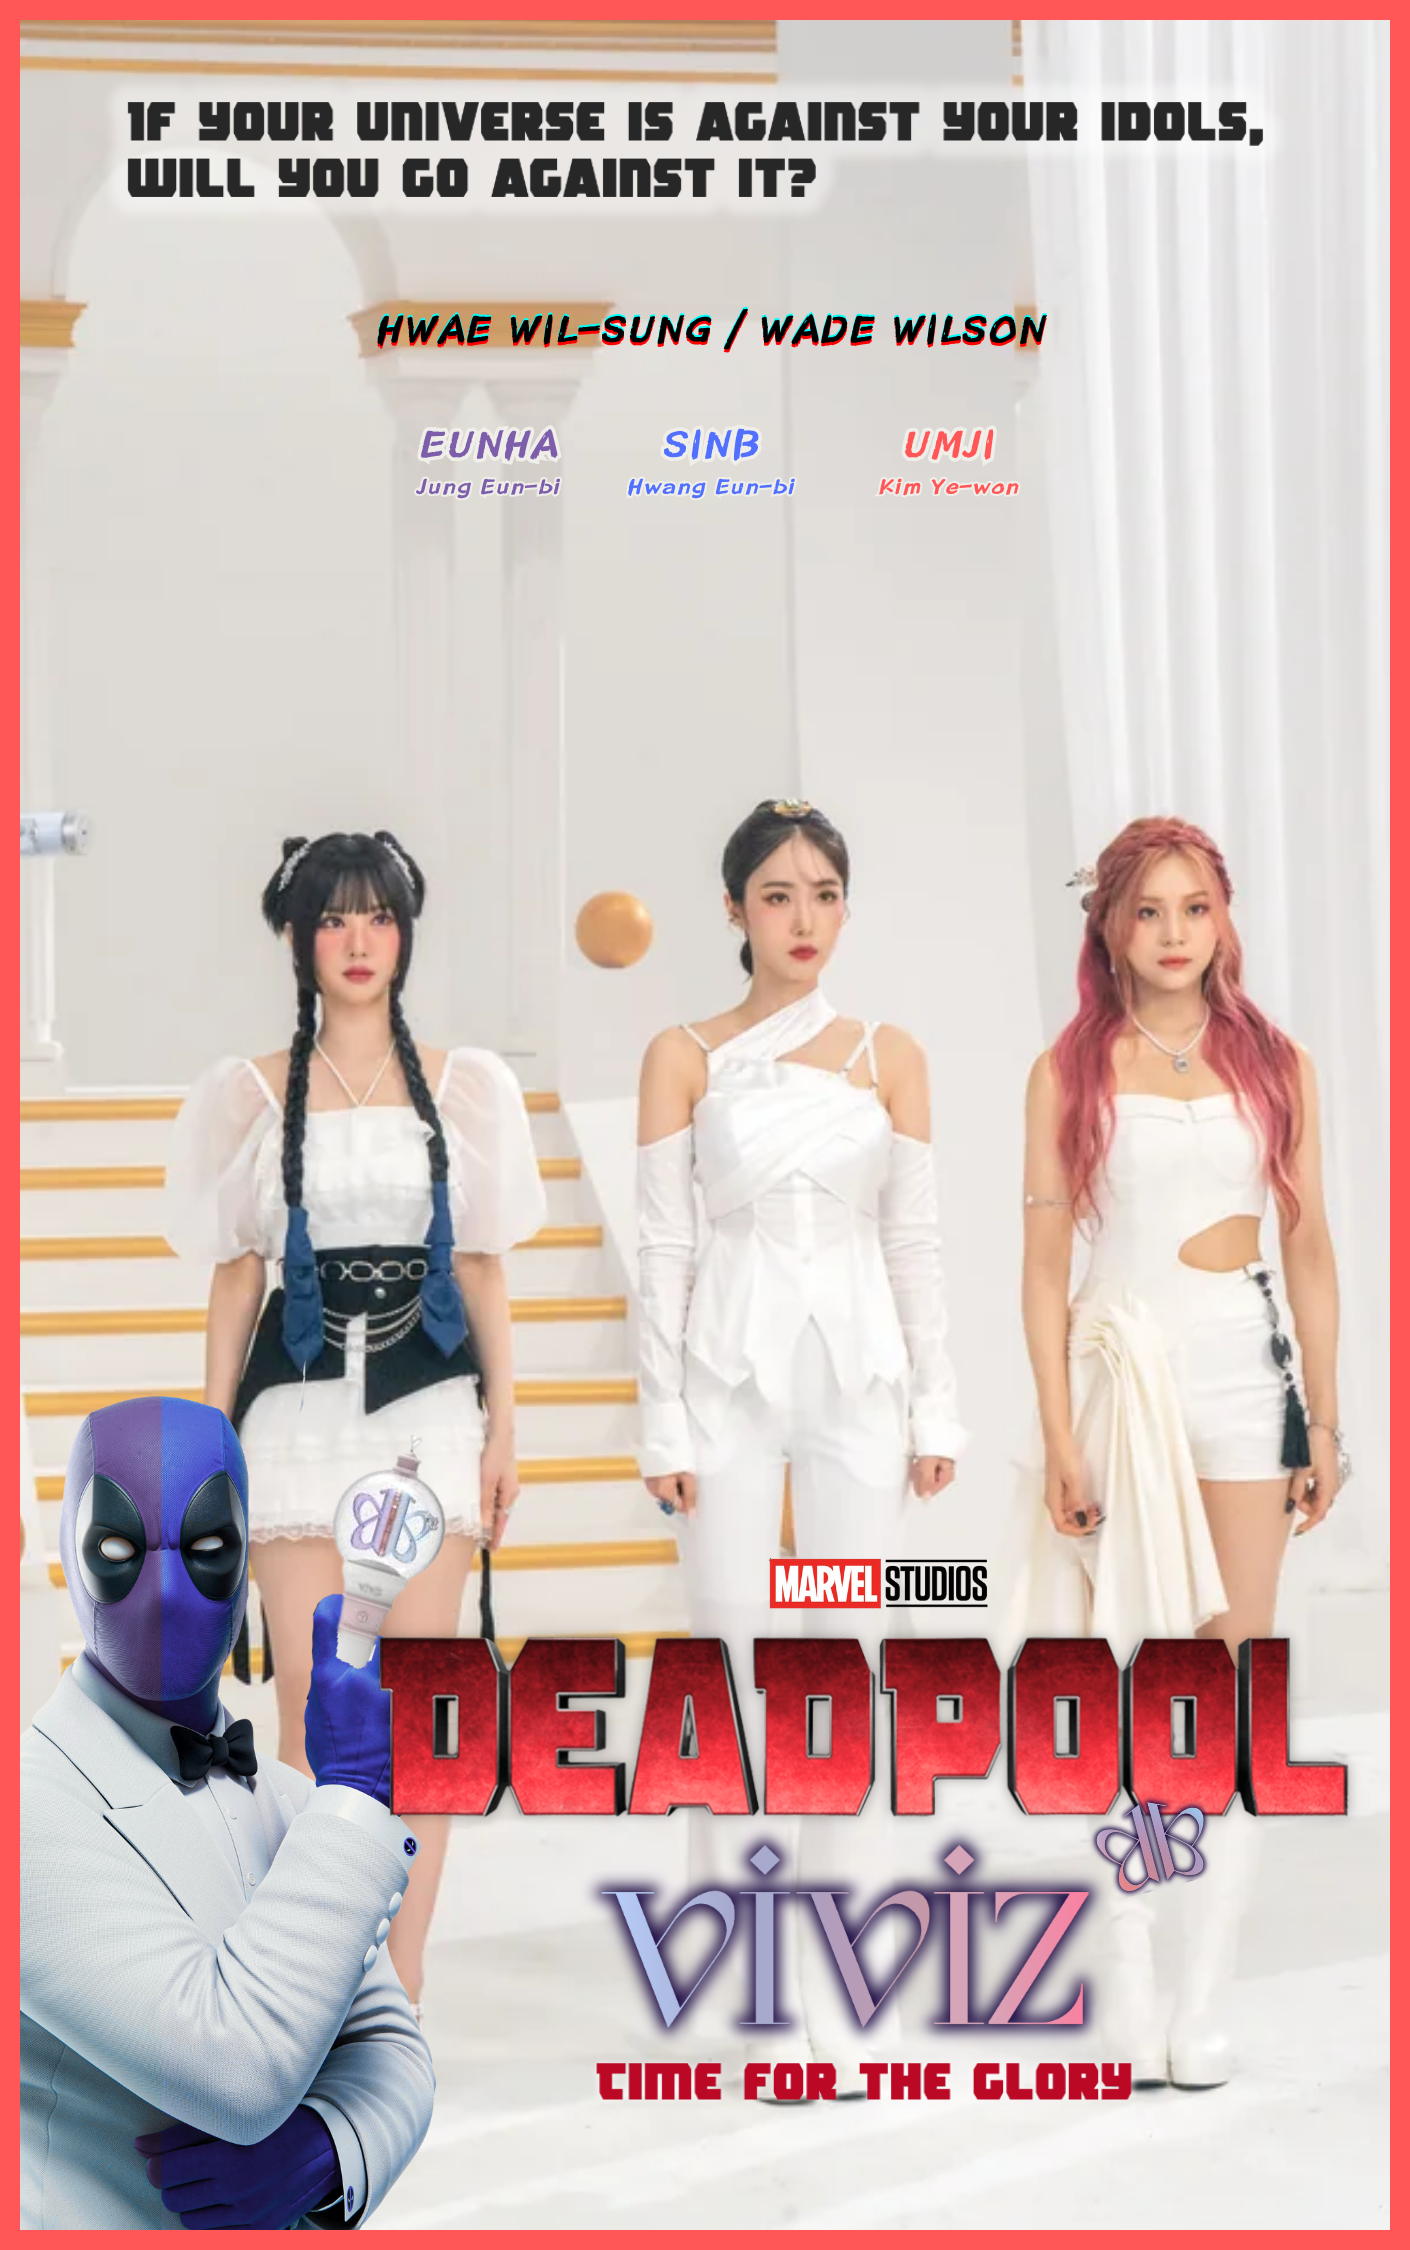 IF YOUR UNIVERSE IS AGAINST YOUR IDOLS,
WILL YOU GO AGAINST IT?
HWAE WIL-SUNG / WADE WILSON
EUNHA SINB UMJI
Jung Eun-bi Hwang Eun-bi Kim Ye-won
MARVEL STUDIOS
DEADPOOL
VIVIZ
TIME FOR THE GLORY